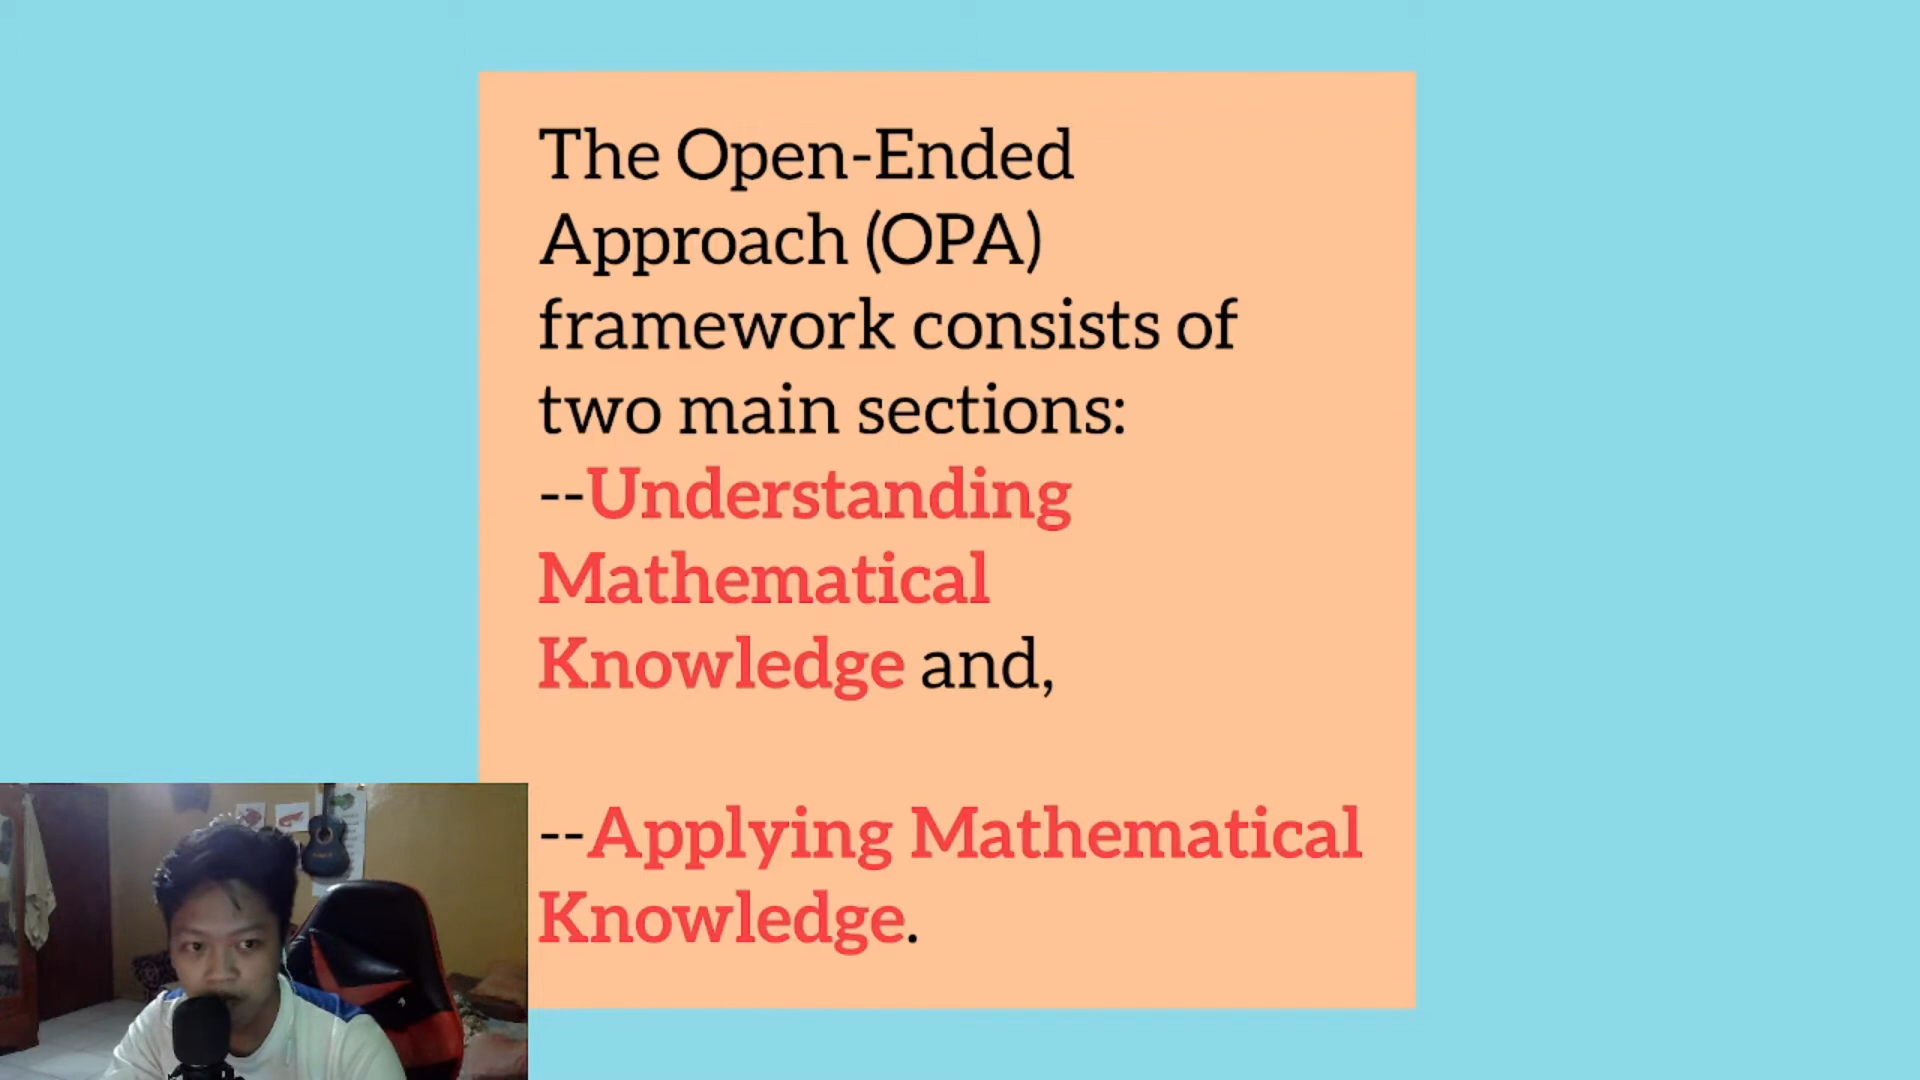 The Open-Ended
Approach (OPA)
framework consists of
two main sections:
--Understanding
Mathematical
Knowledge and,
--Applying Mathematical
Knowledge.